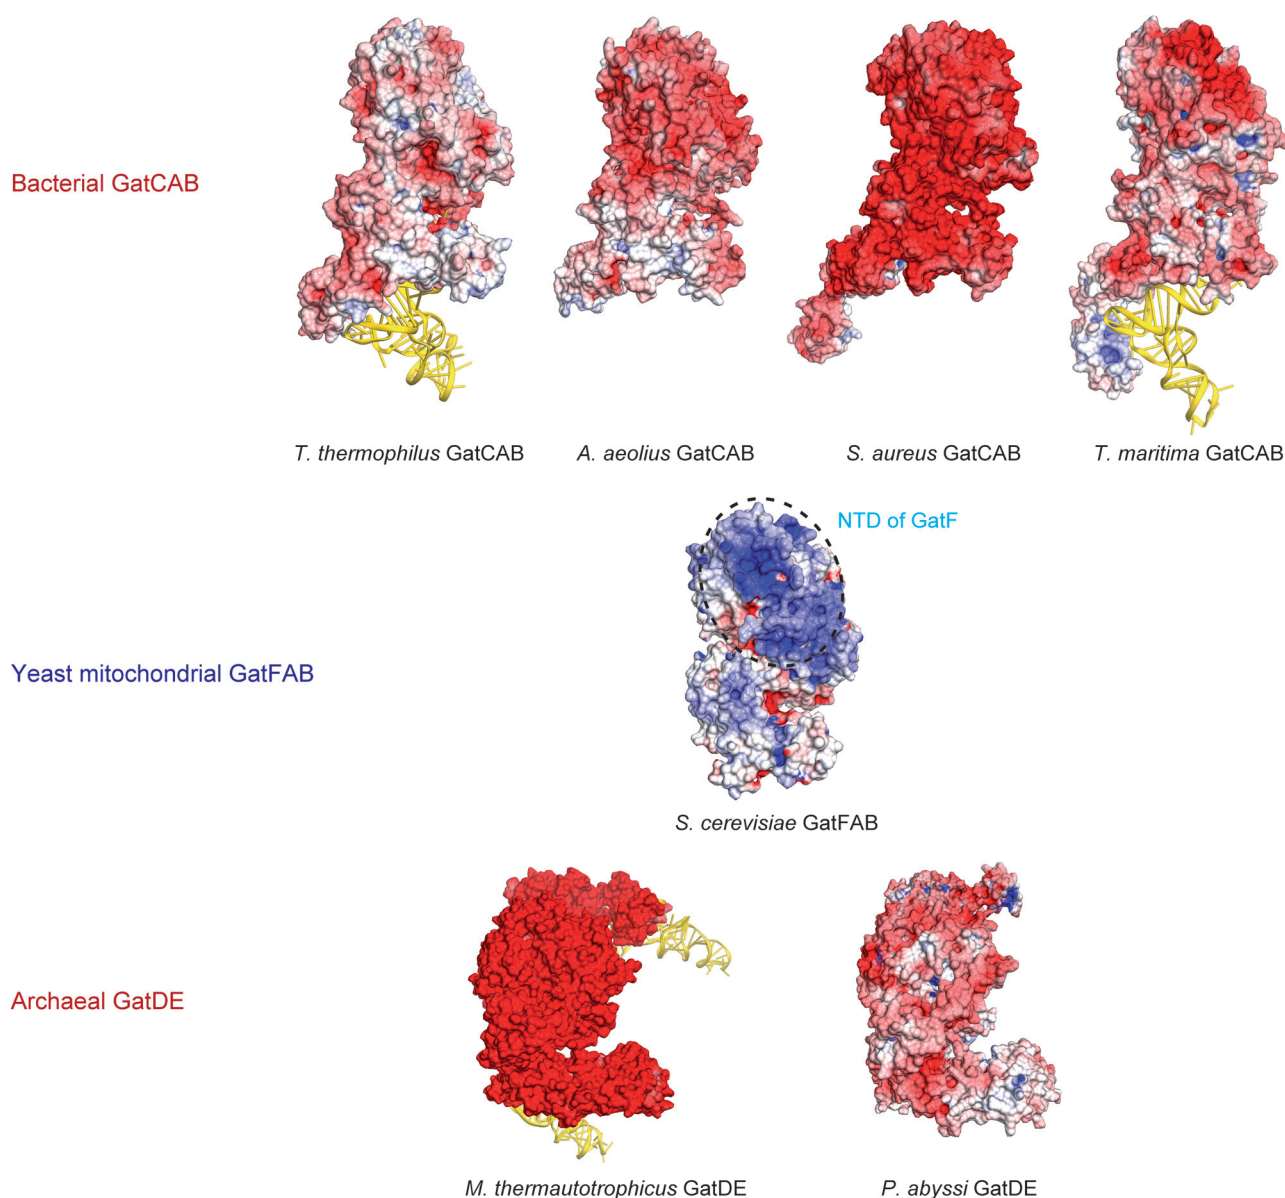 Bacterial GatCAB
T. thermophilus GatCAB
A. aeolius GatCAB
S. aureus GatCAB
T. maritima GatCAB
NTD of GatF
Yeast mitochondrial GatFAB
S. cerevisiae GatFAB
Archaeal GatDE
M. thermautotrophicus GatDE
P. abyssi GatDE